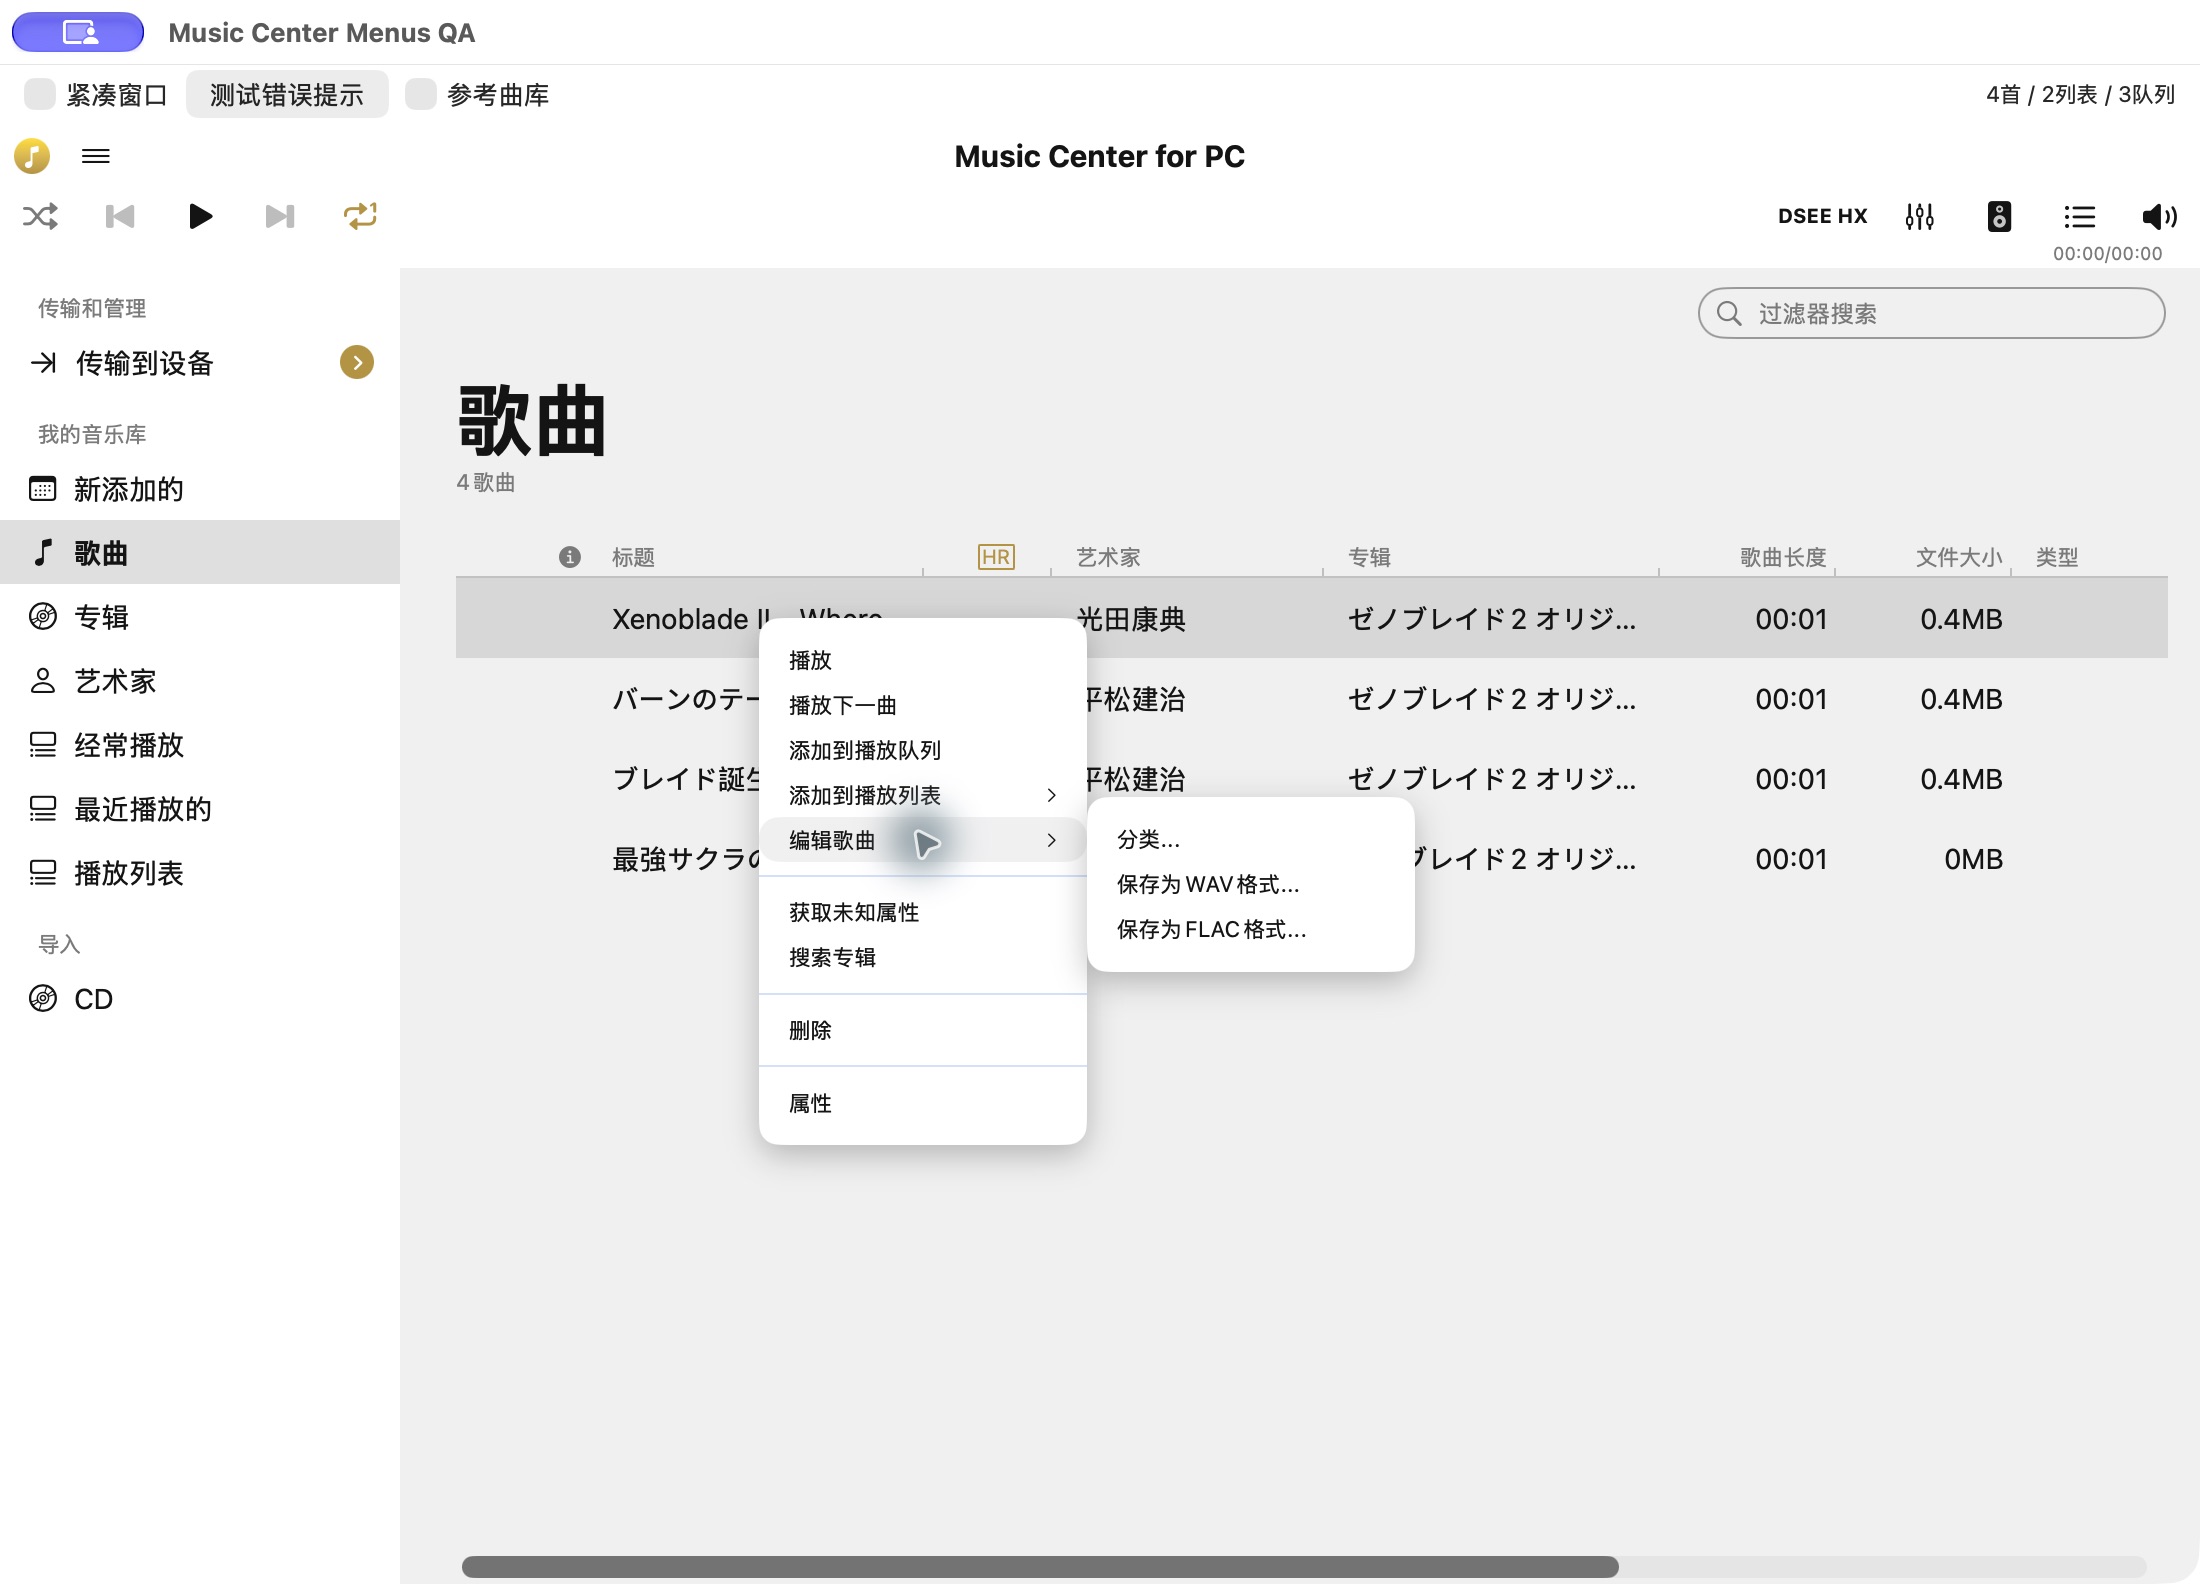 Music Center Menus QA
紧凑窗口 测试错误提示 参考曲库 4首 / 2列表 / 3队列
Music Center for PC
DSEE HX
00:00/00:00
传输和管理
传输到设备
我的音乐库
新添加的
歌曲
专辑
艺术家
经常播放
最近播放的
播放列表
导入
CD
过滤器搜索
歌曲
4歌曲
标题 HR 艺术家 专辑 歌曲长度 文件大小 类型
Xenoblade II 光田康典 ゼノブレイド2 オリジ... 00:01 0.4MB
バーンのテー 平松建治 ゼノブレイド2 オリジ... 00:01 0.4MB
ブレイド誕生 平松建治 ゼノブレイド2 オリジ... 00:01 0.4MB
最強サクラ ブレイド2 オリジ... 00:01 0MB
播放
播放下一曲
添加到播放队列
添加到播放列表
编辑歌曲
获取未知属性
搜索专辑
删除
属性
分类...
保存为WAV格式...
保存为FLAC格式...